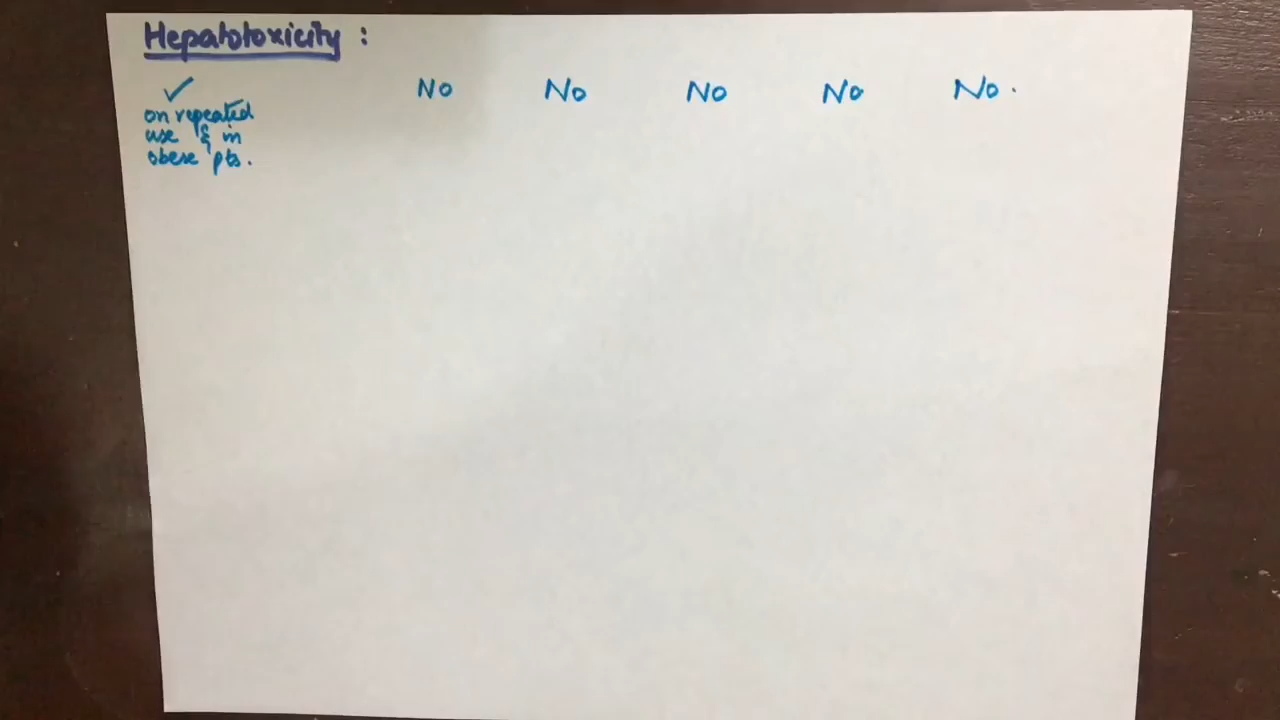 Hepatotoxicity :
✓ No No No No No.
on repeated
use & in
obese pts.